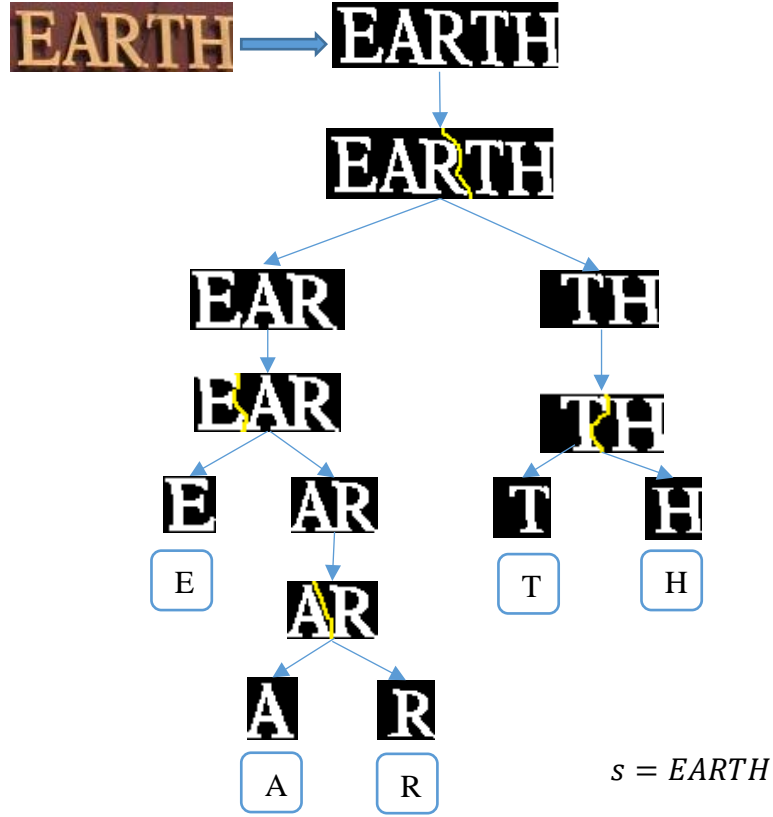 EARTH EARTH
EARTH
EAR TH
EAR TH
E AR T H
E T H
AR
A R
A R
s = EARTH